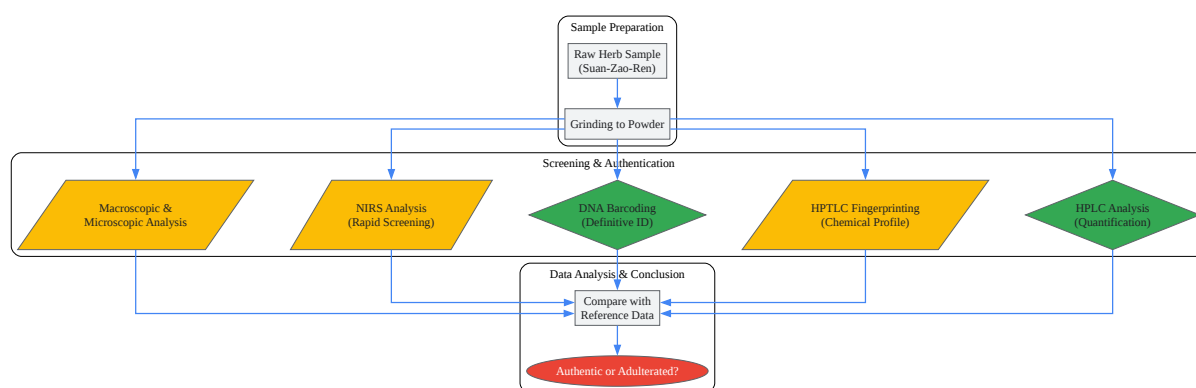 Sample Preparation
Raw Herb Sample
(Suan-Zao-Ren)
Grinding to Powder
Screening & Authentication
Macroscopic &
Microscopic Analysis
NIRS Analysis
(Rapid Screening)
DNA Barcoding
(Definitive ID)
HPTLC Fingerprinting
(Chemical Profile)
HPLC Analysis
(Quantification)
Data Analysis & Conclusion
Compare with
Reference Data
Authentic or Adulterated?